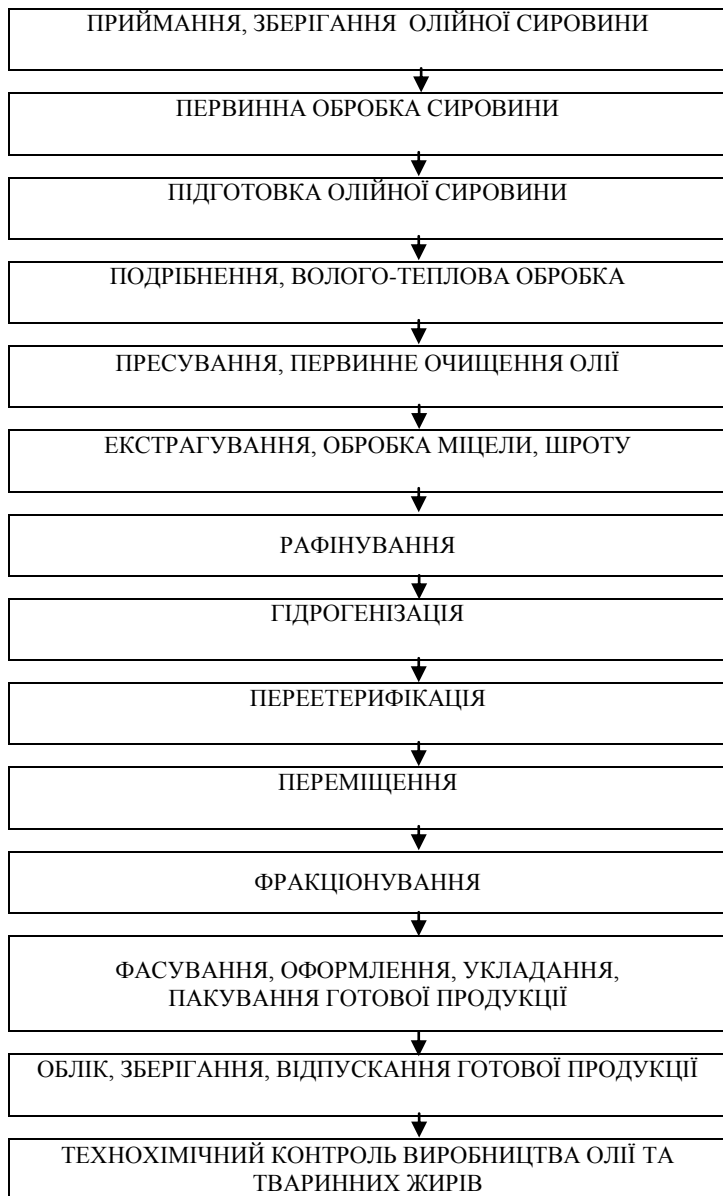 ПРИЙМАННЯ, ЗБЕРІГАННЯ ОЛІЙНОЇ СИРОВИНИ
ПЕРВИННА ОБРОБКА СИРОВИНИ
ПІДГОТОВКА ОЛІЙНОЇ СИРОВИНИ
ПОДРІБНЕННЯ, ВОЛОГО-ТЕПЛОВА ОБРОБКА
ПРЕСУВАННЯ, ПЕРВИННЕ ОЧИЩЕННЯ ОЛІЇ
ЕКСТРАГУВАННЯ, ОБРОБКА МІЦЕЛИ, ШРОТУ
РАФІНУВАННЯ
ГІДРОГЕНІЗАЦІЯ
ПЕРЕЕТЕРИФІКАЦІЯ
ПЕРЕМІЩЕННЯ
ФРАКЦІОНУВАННЯ
ФАСУВАННЯ, ОФОРМЛЕННЯ, УКЛАДАННЯ,
ПАКУВАННЯ ГОТОВОЇ ПРОДУКЦІЇ
ОБЛІК, ЗБЕРІГАННЯ, ВІДПУСКАННЯ ГОТОВОЇ ПРОДУКЦІЇ
ТЕХНОХІМІЧНИЙ КОНТРОЛЬ ВИРОБНИЦТВА ОЛІЇ ТА
ТВАРИННИХ ЖИРІВ